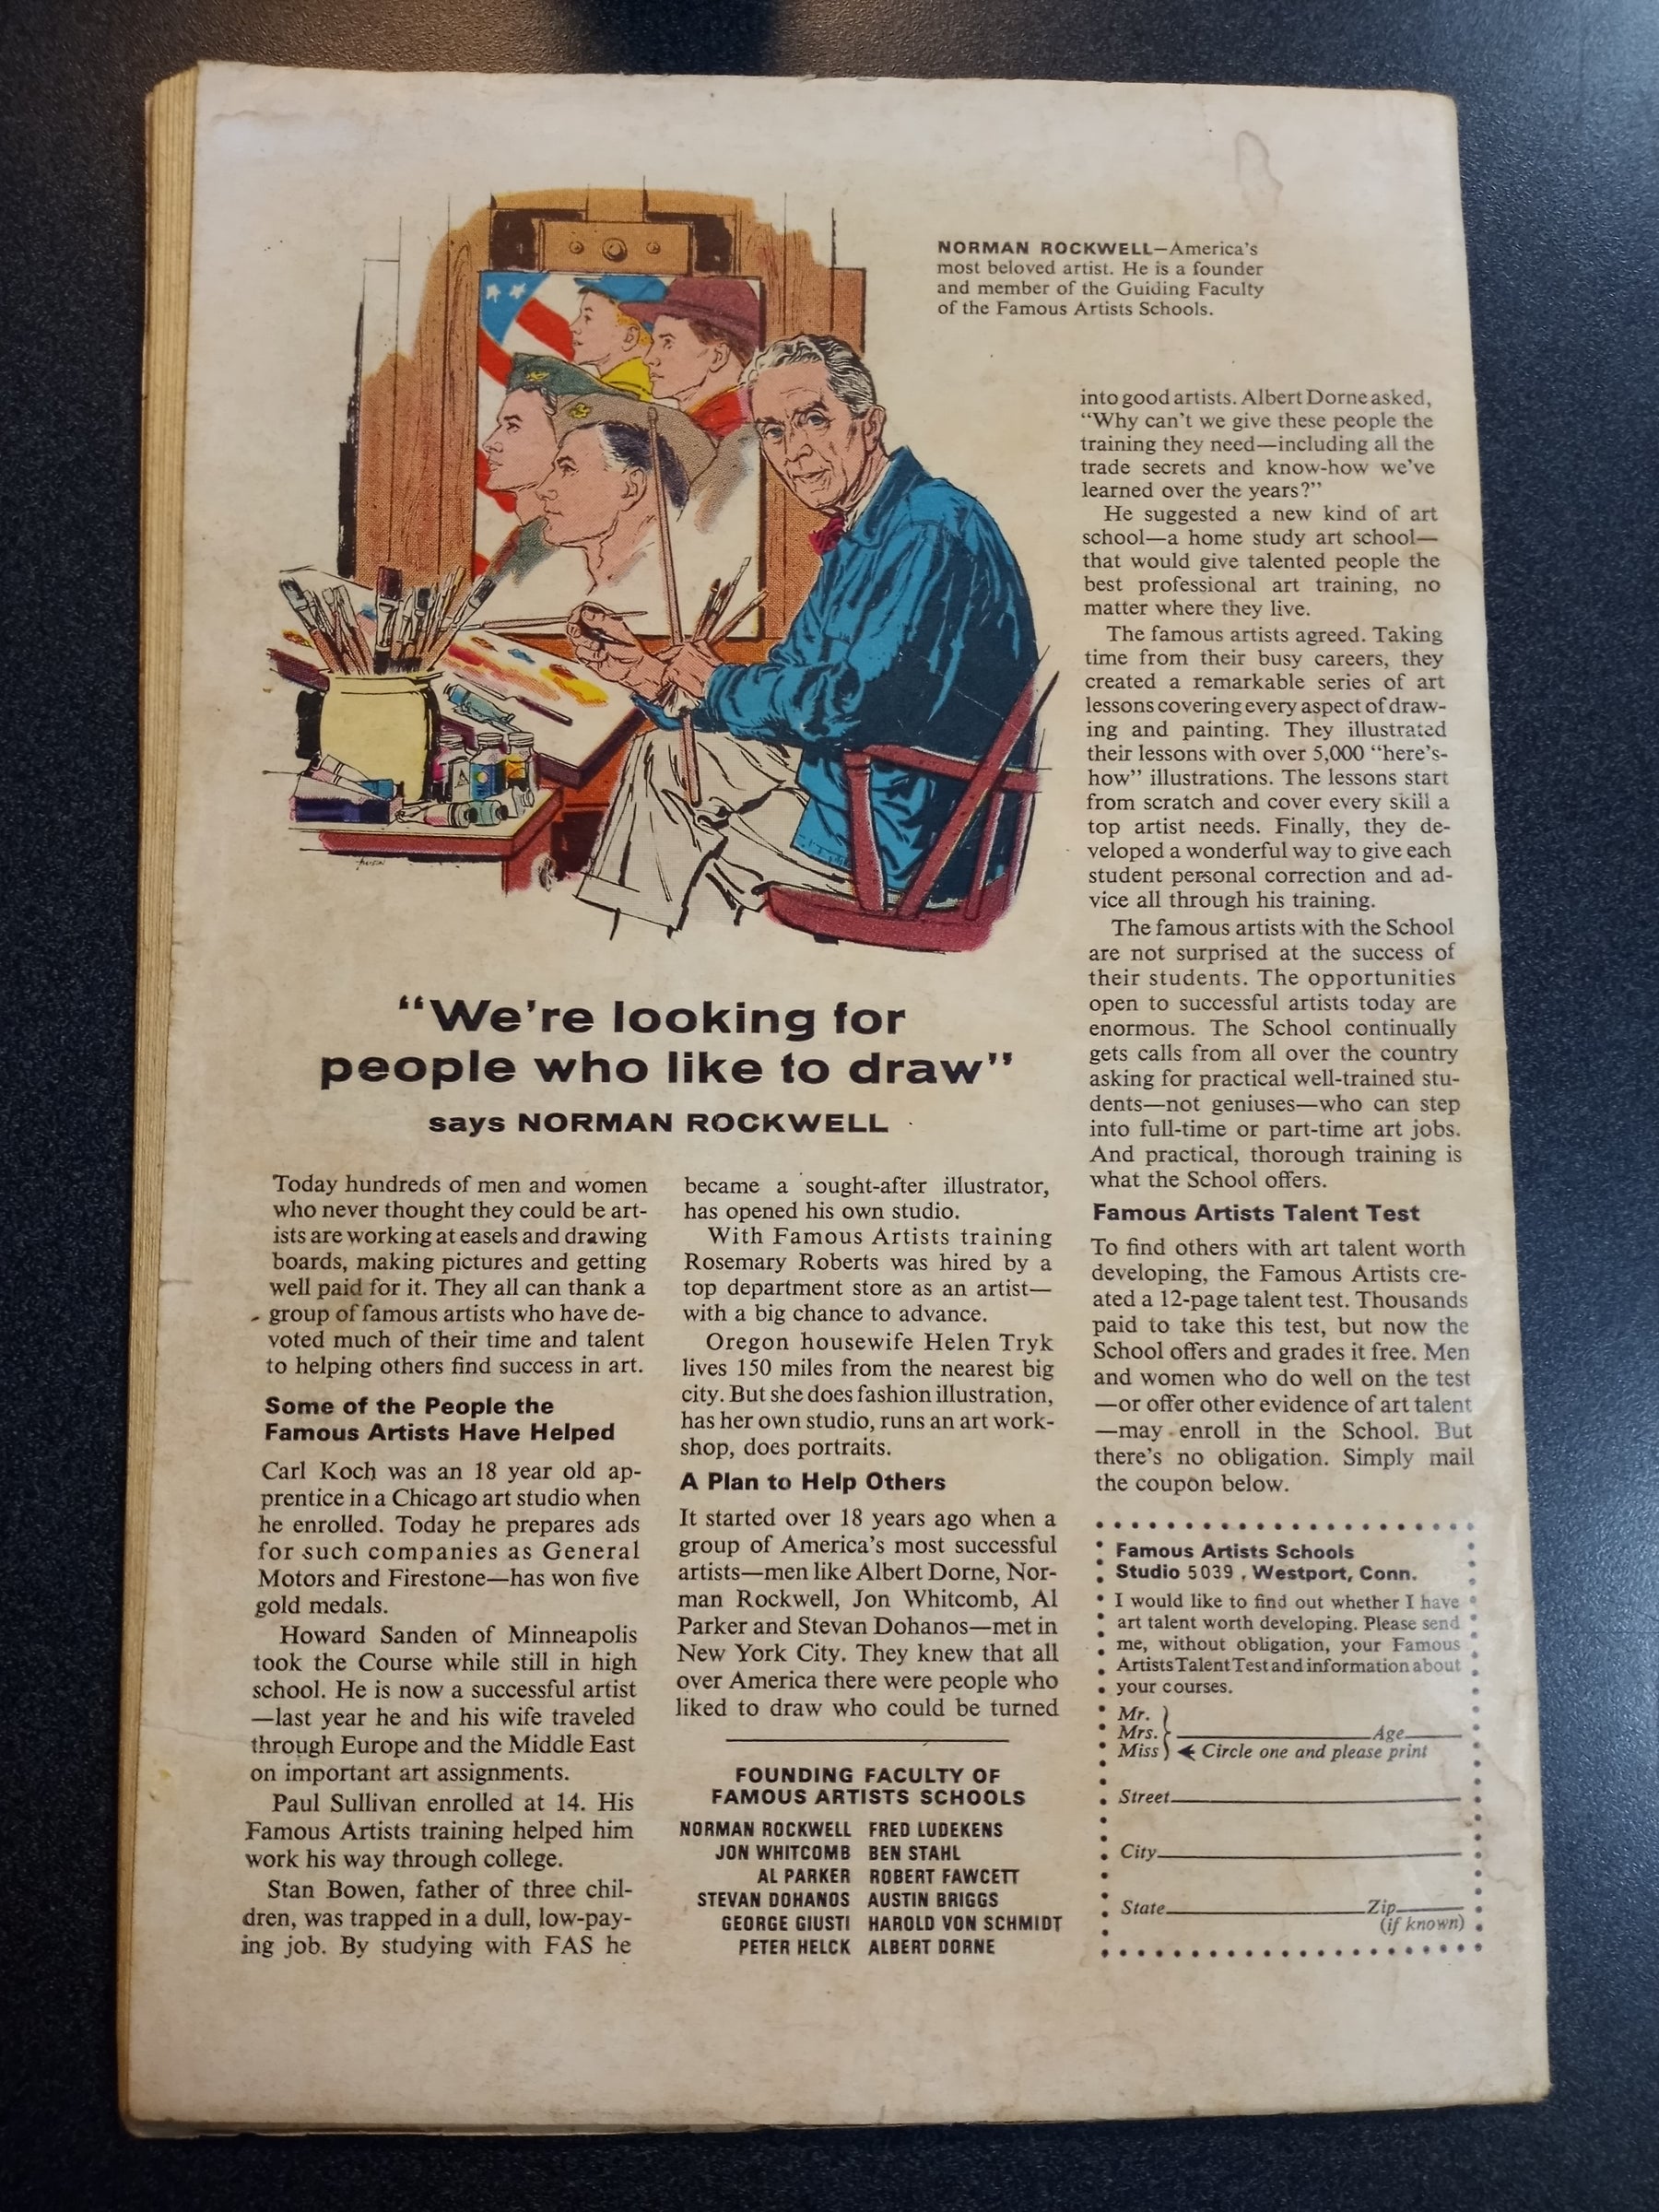 NORMAN ROCKWELL—America's
most beloved artist. He is a founder
and member of the Guiding Faculty
of the Famous Artists Schools.
"We're looking for
people who like to draw"
says NORMAN ROCKWELL
Today hundreds of men and women
who never thought they could be art-
ists are working at easels and drawing
boards, making pictures and getting
well paid for it. They all can thank a
group of famous artists who have de-
voted much of their time and talent
to helping others find success in art.
Some of the People the
Famous Artists Have Helped
Carl Koch was an 18 year old ap-
prentice in a Chicago art studio when
he enrolled. Today he prepares ads
for such companies as General
Motors and Firestone—has won five
gold medals.
Howard Sanden of Minneapolis
took the Course while still in high
school. He is now a successful artist
—last year he and his wife traveled
through Europe and the Middle East
on important art assignments.
Paul Sullivan enrolled at 14. His
Famous Artists training helped him
work his way through college.
Stan Bowen, father of three chil-
dren, was trapped in a dull, low-pay-
ing job. By studying with FAS he
became a sought-after illustrator,
has opened his own studio.
With Famous Artists training
Rosemary Roberts was hired by a
top department store as an artist—
with a big chance to advance.
Oregon housewife Helen Tryk
lives 150 miles from the nearest big
city. But she does fashion illustration,
has her own studio, runs an art work-
shop, does portraits.
A Plan to Help Others
It started over 18 years ago when a
group of America's most successful
artists—men like Albert Dorne, Nor-
man Rockwell, Jon Whitcomb, Al
Parker and Stevan Dohanos—met in
New York City. They knew that all
over America there were people who
liked to draw who could be turned
FOUNDING FACULTY OF
FAMOUS ARTISTS SCHOOLS
NORMAN ROCKWELL FRED LUDEKENS
JON WHITCOMB BEN STAHL
AL PARKER ROBERT FAWCETT
STEVAN DOHANOS AUSTIN BRIGGS
GEORGE GIUSTI HAROLD VON SCHMIDT
PETER HELCK ALBERT DORNE
into good artists. Albert Dorne asked,
"Why can't we give these people the
training they need—including all the
trade secrets and know-how we've
learned over the years?"
He suggested a new kind of art
school—a home study art school—
that would give talented people the
best professional art training, no
matter where they live.
The famous artists agreed. Taking
time from their busy careers, they
created a remarkable series of art
lessons covering every aspect of draw-
ing and painting. They illustrated
their lessons with over 5,000 "here's-
how" illustrations. The lessons start
from scratch and cover every skill a
top artist needs. Finally, they de-
veloped a wonderful way to give each
student personal correction and ad-
vice all through his training.
The famous artists with the School
are not surprised at the success of
their students. The opportunities
open to successful artists today are
enormous. The School continually
gets calls from all over the country
asking for practical well-trained stu-
dents—not geniuses—who can step
into full-time or part-time art jobs.
And practical, thorough training is
what the School offers.
Famous Artists Talent Test
To find others with art talent worth
developing, the Famous Artists cre-
ated a 12-page talent test. Thousands
paid to take this test, but now the
School offers and grades it free. Men
and women who do well on the test
—or offer other evidence of art talent
—may enroll in the School. But
there's no obligation. Simply mail
the coupon below.
Famous Artists Schools
Studio 5039, Westport, Conn.
I would like to find out whether I have
art talent worth developing. Please send
me, without obligation, your Famous
Artists Talent Test and information about
your courses.
Mr.
Mrs. Age
Miss Circle one and please print
Street
City
State Zip
(if known)